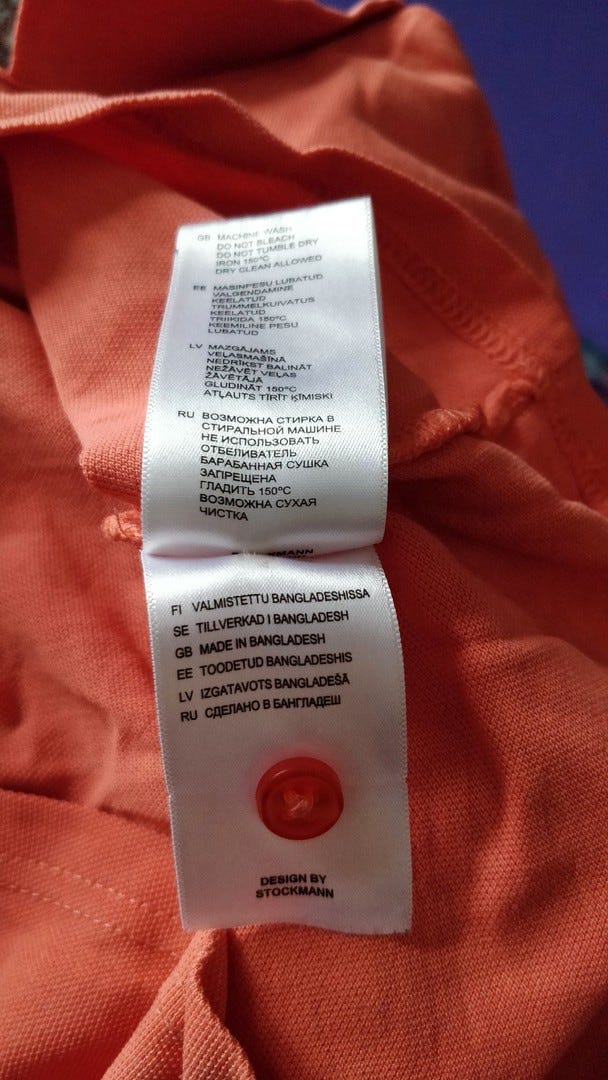 GB MACHINE WASH
DO NOT BLEACH
DO NOT TUMBLE DRY
IRON 150°C
DRY CLEAN ALLOWED
EE MASINPESU LUBATUD
VALGENDAMINE
KEELATUD
TRUMMELKUIVATUS
KEELATUD
TRIIKIDA 150°C
KEEMILINE PESU
LUBATUD
LV MAZGĀJAMS
VEĻASMAŠĪNĀ
NEDRĪKST BALINĀT
NEŽĀVĒT VEĻAS
ŽĀVĒTĀJĀ
GLUDINĀT 150°C
ATĻAUTS TĪRĪT ĶĪMISKI
RU ВОЗМОЖНА СТИРКА В
СТИРАЛЬНОЙ МАШИНЕ
НЕ ИСПОЛЬЗОВАТЬ
ОТБЕЛИВАТЕЛЬ
БАРАБАННАЯ СУШКА
ЗАПРЕЩЕНА
ГЛАДИТЬ 150°C
ВОЗМОЖНА СУХАЯ
ЧИСТКА
FI VALMISTETTU BANGLADESHISSA
SE TILLVERKAD I BANGLADESH
GB MADE IN BANGLADESH
EE TOODETUD BANGLADESHIS
LV IZGATAVOTS BANGLADEŠĀ
RU СДЕЛАНО В БАНГЛАДЕШ
DESIGN BY
STOCKMANN